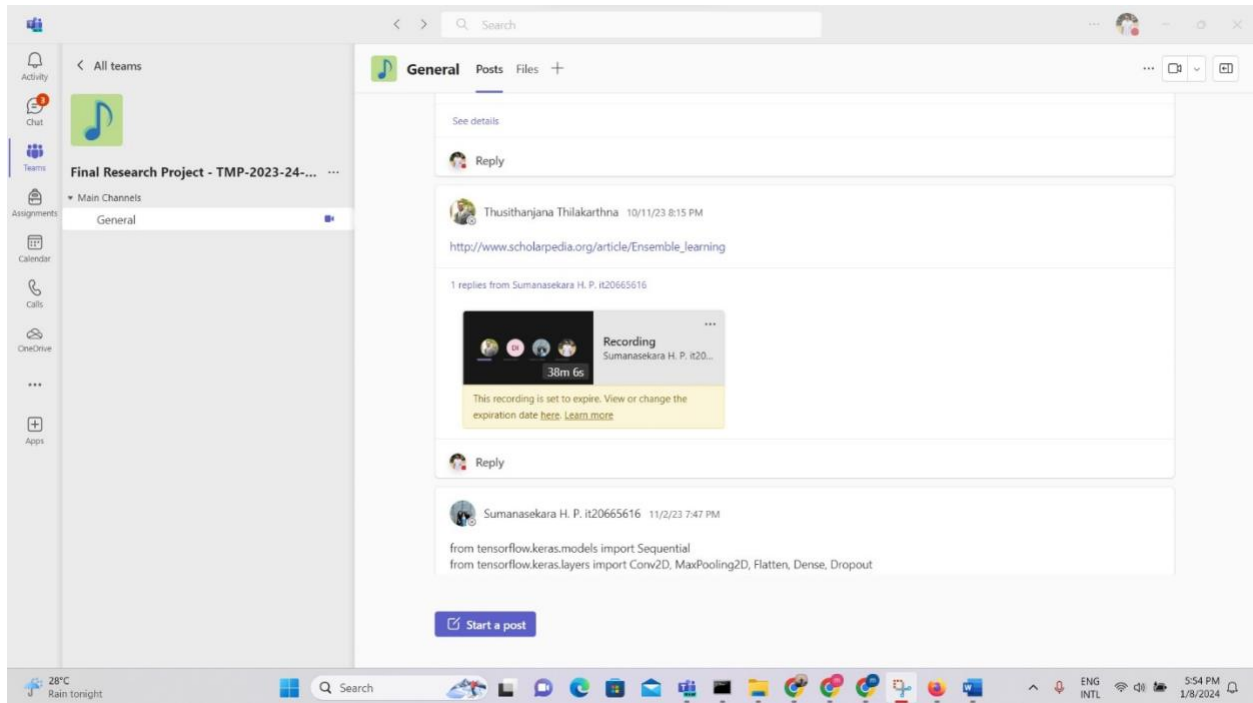 Search
Activity
Chat
3
Teams
Assignments
Calendar
Calls
OneDrive
Apps
All teams
Final Research Project - TMP-2023-24-...
Main Channels
General
General Posts Files
See details
Reply
Thusithanjana Thilakarthna 10/11/23 8:15 PM
http://www.scholarpedia.org/article/Ensemble_learning
1 replies from Sumanasekara H. P. it20665616
DI
38m 6s
Recording
Sumanasekara H. P. it20...
This recording is set to expire. View or change the
expiration date here. Learn more
Reply
Sumanasekara H. P. it20665616 11/2/23 7:47 PM
from tensorflow.keras.models import Sequential
from tensorflow.keras.layers import Conv2D, MaxPooling2D, Flatten, Dense, Dropout
Start a post
28°C
Rain tonight
Search
ENG
INTL
5:54 PM
1/8/2024